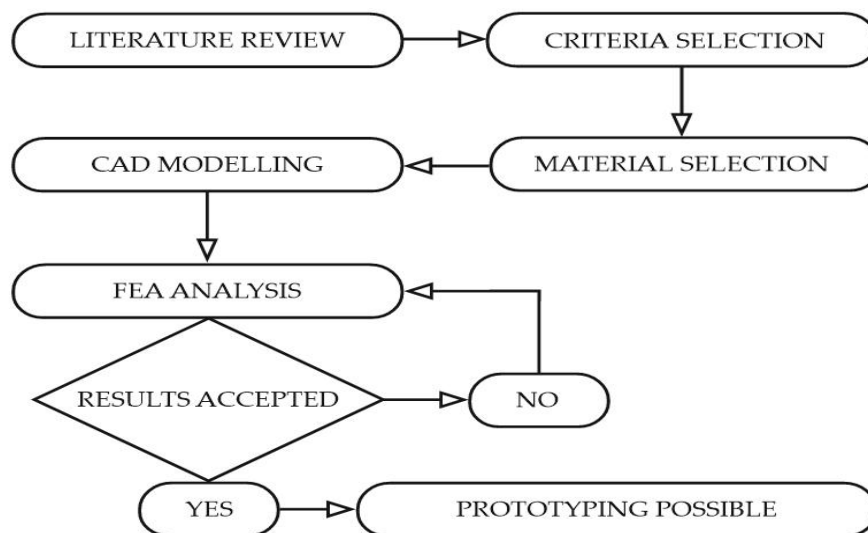 LITERATURE REVIEW
CRITERIA SELECTION
MATERIAL SELECTION
CAD MODELLING
FEA ANALYSIS
RESULTS ACCEPTED
NO
YES
PROTOTYPING POSSIBLE